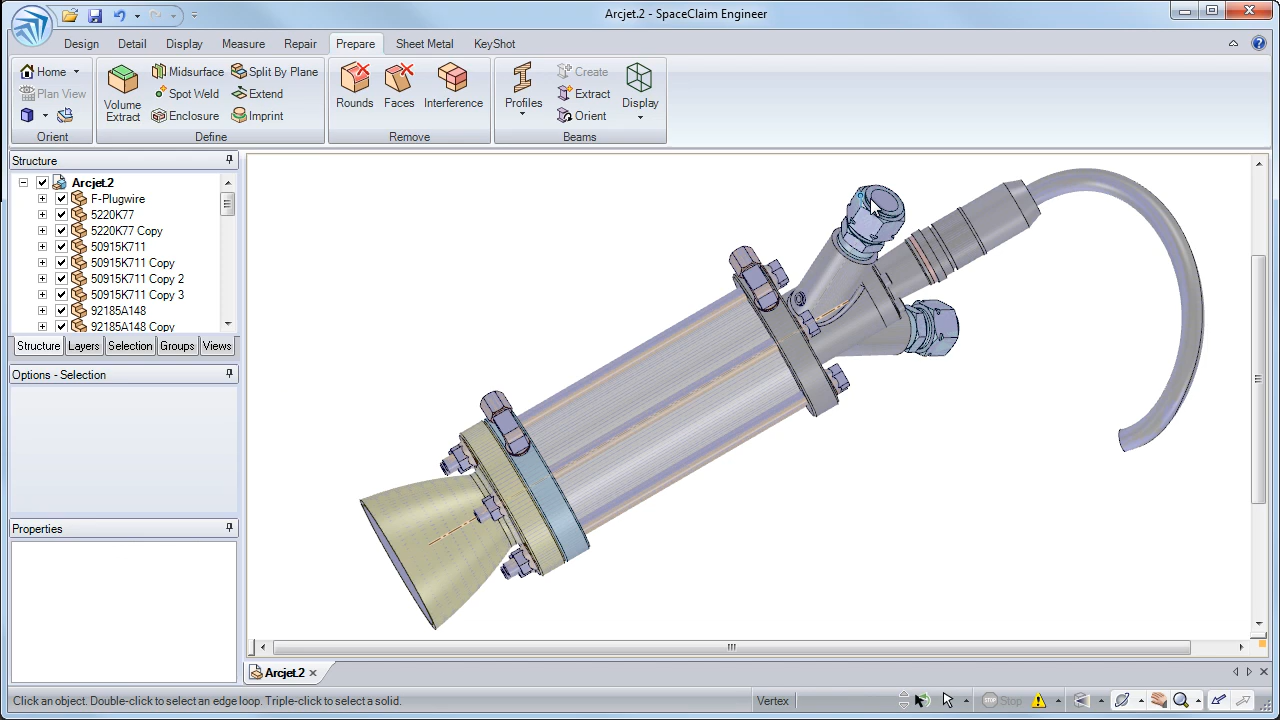 Arcjet.2 - SpaceClaim Engineer
Design Detail Display Measure Repair Prepare Sheet Metal KeyShot
Home
Plan View
Orient
Volume Extract
Midsurface
Spot Weld
Enclosure
Split By Plane
Extend
Imprint
Define
Rounds
Faces
Interference
Remove
Profiles
Create
Extract
Orient
Display
Beams
Structure
Arcjet.2
F-Plugwire
5220K77
5220K77 Copy
50915K711
50915K711 Copy
50915K711 Copy 2
50915K711 Copy 3
92185A148
92185A148 Copy
Structure Layers Selection Groups Views
Options - Selection
Properties
Arcjet.2
Click an object. Double-click to select an edge loop. Triple-click to select a solid.
Vertex
Stop